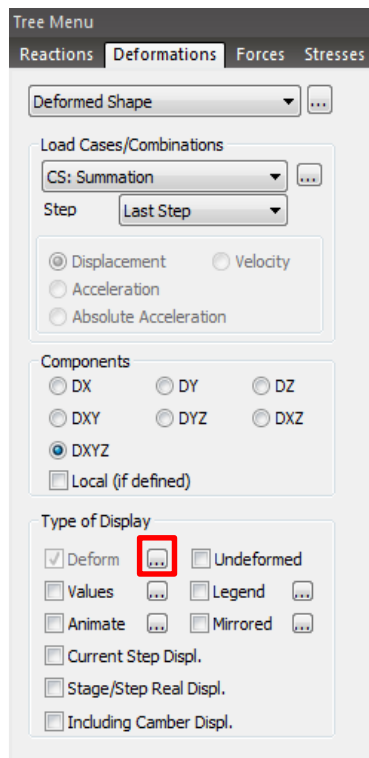 Tree Menu
Reactions Deformations Forces Stresses
Deformed Shape ...
Load Cases/Combinations
CS: Summation ...
Step Last Step
Displacement Velocity
Acceleration
Absolute Acceleration
Components
DX DY DZ
DXY DYZ DXZ
DXYZ
Local (if defined)
Type of Display
Deform ... Undeformed
Values ... Legend ...
Animate ... Mirrored ...
Current Step Displ.
Stage/Step Real Displ.
Including Camber Displ.